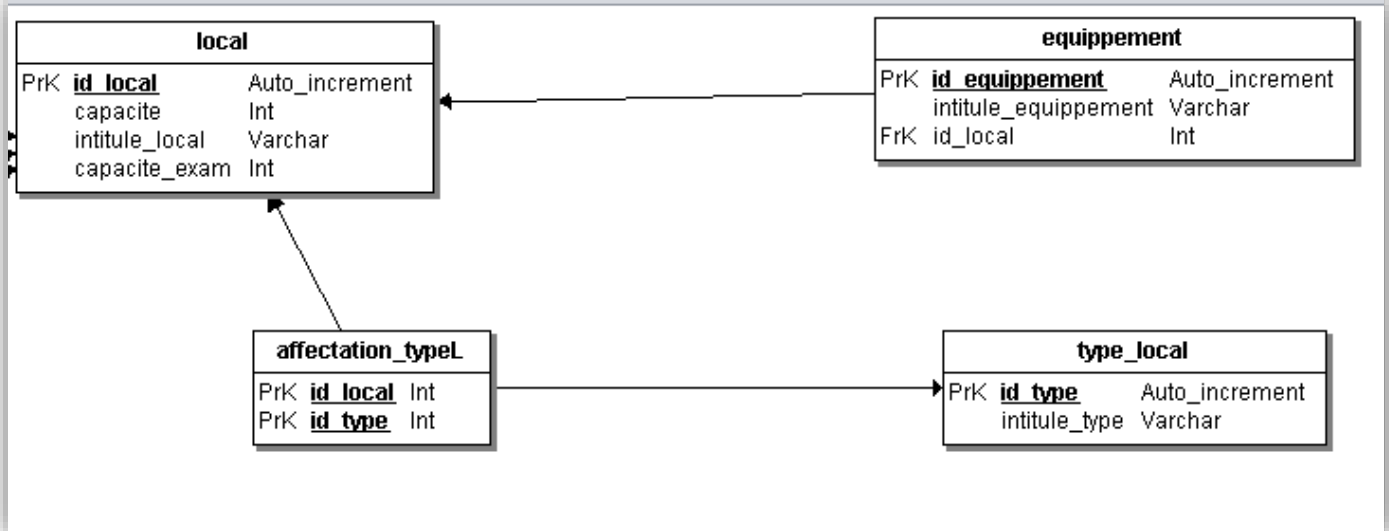 local
PrK id_local Auto_increment
capacite Int
intitule_local Varchar
capacite_exam Int
equippement
PrK id_equippement Auto_increment
intitule_equippement Varchar
FrK id_local Int
affectation_typeL
PrK id_local Int
PrK id_type Int
type_local
PrK id_type Auto_increment
intitule_type Varchar